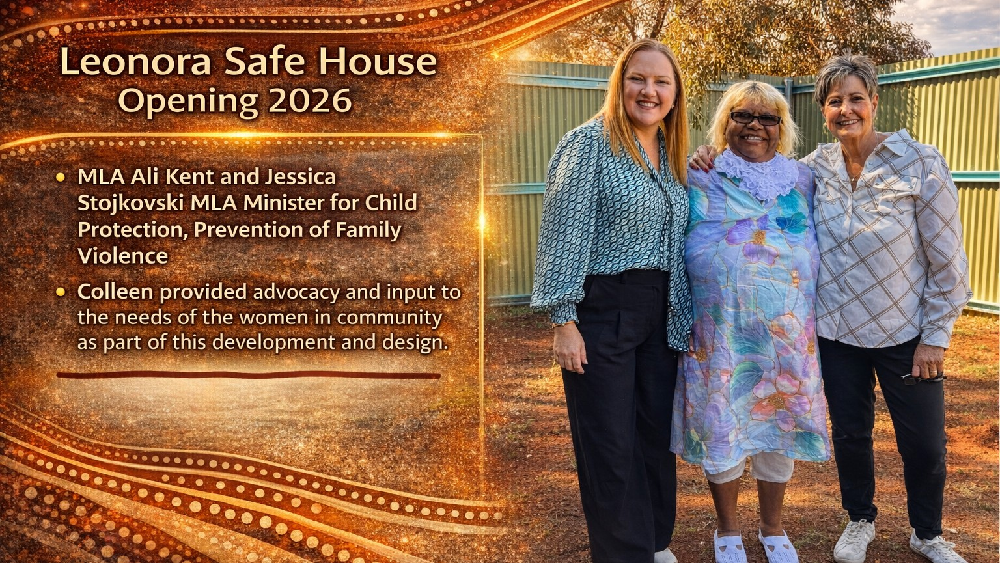 Leonora Safe House
Opening 2026
• MLA Ali Kent and Jessica
Stojkovski MLA Minister for Child
Protection, Prevention of Family
Violence
• Colleen provided advocacy and input to
the needs of the women in community
as part of this development and design.